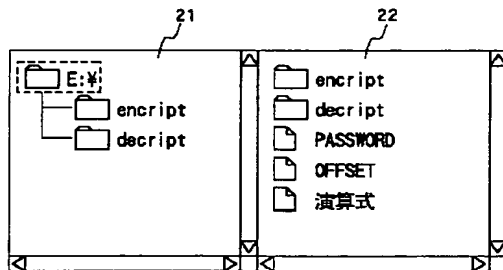 21
22
E:¥
encript
decript
encript
decript
PASSWORD
OFFSET
演算式